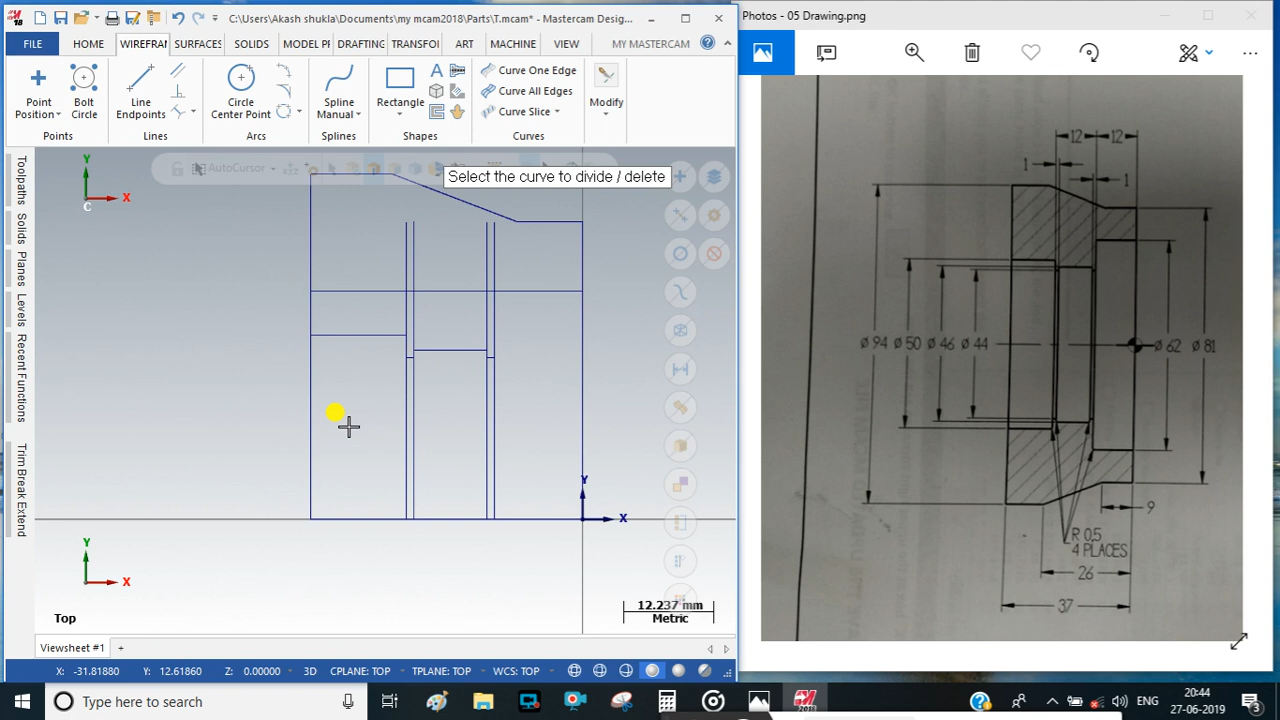 C:\Users\Akash shukla\Documents\my mcam2018\Parts\T.mcam* - Mastercam Desig...
FILE HOME WIREFRAM SURFACES SOLIDS MODEL PR DRAFTING TRANSFOI ART MACHINE VIEW MY MASTERCAM
Point
Position
Bolt
Circle
Points
Line
Endpoints
Lines
Circle
Center Point
Arcs
Spline
Manual
Splines
Rectangle
Shapes
Curve One Edge
Curve All Edges
Curve Slice
Curves
Modify
AutoCursor
Select the curve to divide / delete
Toolpaths
Solids
Planes
Levels
Recent Functions
Trim Break Extend
Y
X
C
Y
X
Y
X
Top
12.237 mm
Metric
Viewsheet #1 +
X: -31.81880 Y: 12.61860 Z: 0.00000 3D CPLANE: TOP TPLANE: TOP WCS: TOP
Photos - 05 Drawing.png
12 12
1
1
Ø 94 Ø 50 Ø 46 Ø 44 Ø 62 Ø 81
9
R 0.5
4 PLACES
26
37
Type here to search
ENG
20:44
27-06-2019
3